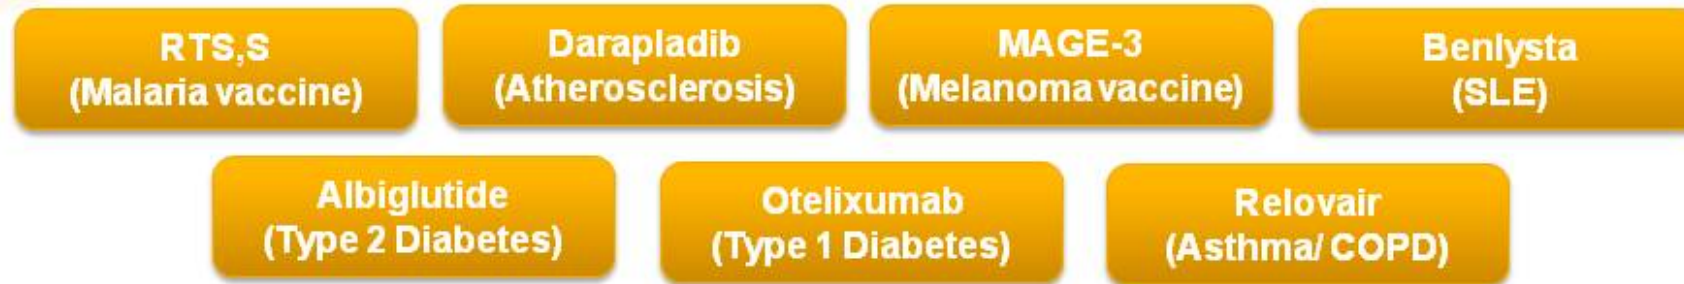 RTS,S
(Malaria vaccine)
Darapladib
(Atherosclerosis)
MAGE-3
(Melanoma vaccine)
Benlysta
(SLE)
Albiglutide
(Type 2 Diabetes)
Otelixumab
(Type 1 Diabetes)
Relovair
(Asthma/ COPD)